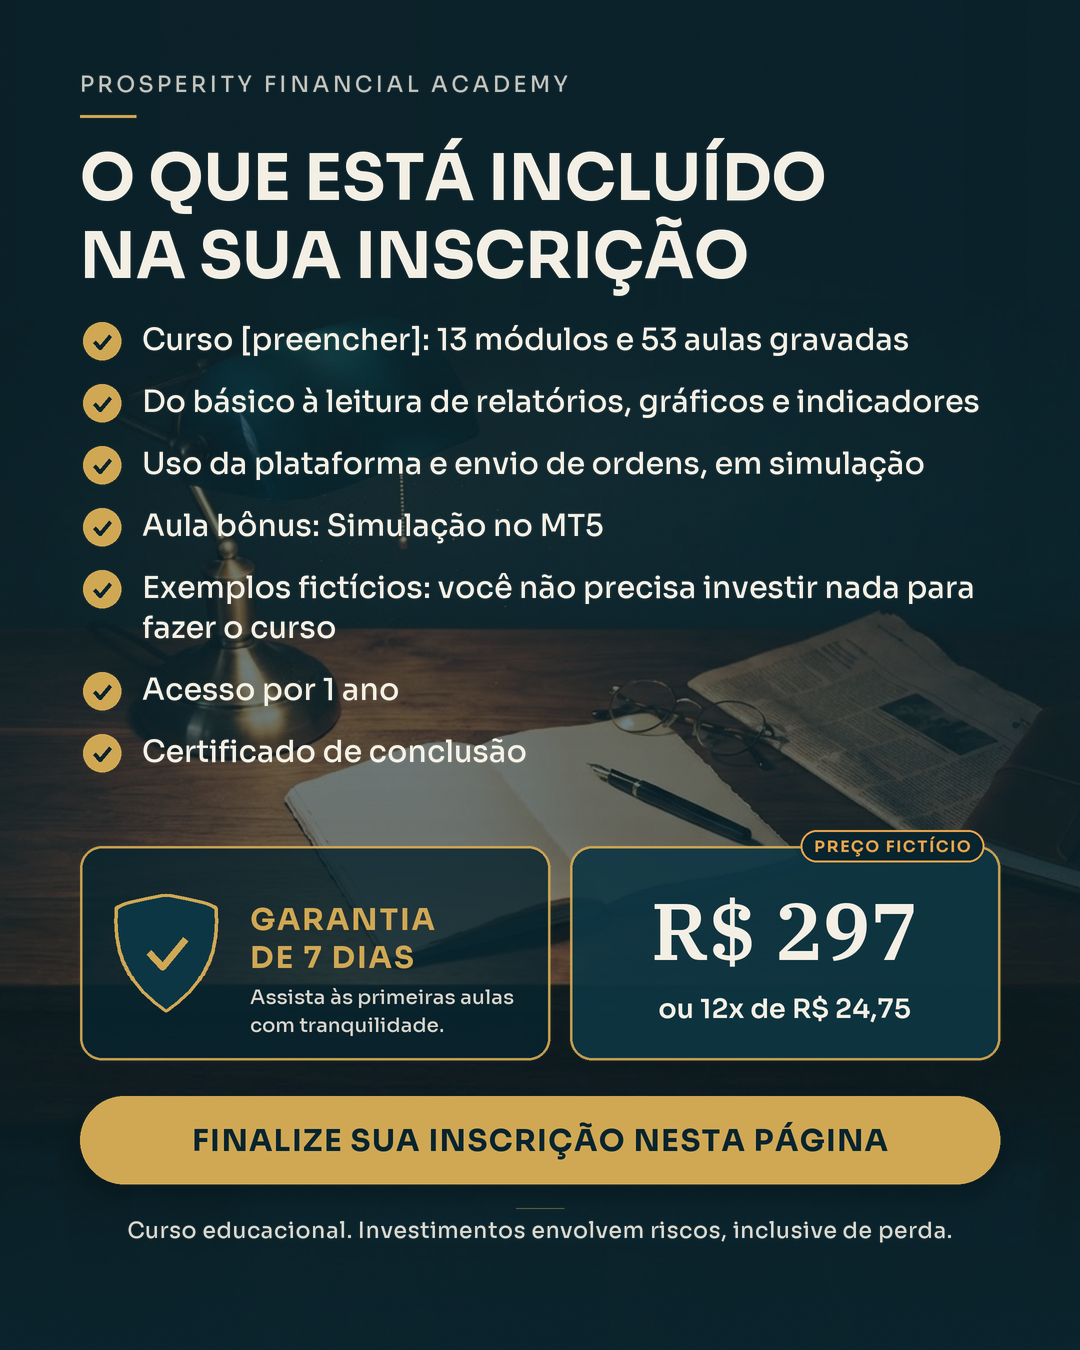 PROSPERITY FINANCIAL ACADEMY
O QUE ESTÁ INCLUÍDO
NA SUA INSCRIÇÃO
Curso [preencher]: 13 módulos e 53 aulas gravadas
Do básico à leitura de relatórios, gráficos e indicadores
Uso da plataforma e envio de ordens, em simulação
Aula bônus: Simulação no MT5
Exemplos fictícios: você não precisa investir nada para
fazer o curso
Acesso por 1 ano
Certificado de conclusão
GARANTIA
DE 7 DIAS
Assista às primeiras aulas
com tranquilidade.
PREÇO FICTÍCIO
R$ 297
ou 12x de R$ 24,75
FINALIZE SUA INSCRIÇÃO NESTA PÁGINA
Curso educacional. Investimentos envolvem riscos, inclusive de perda.